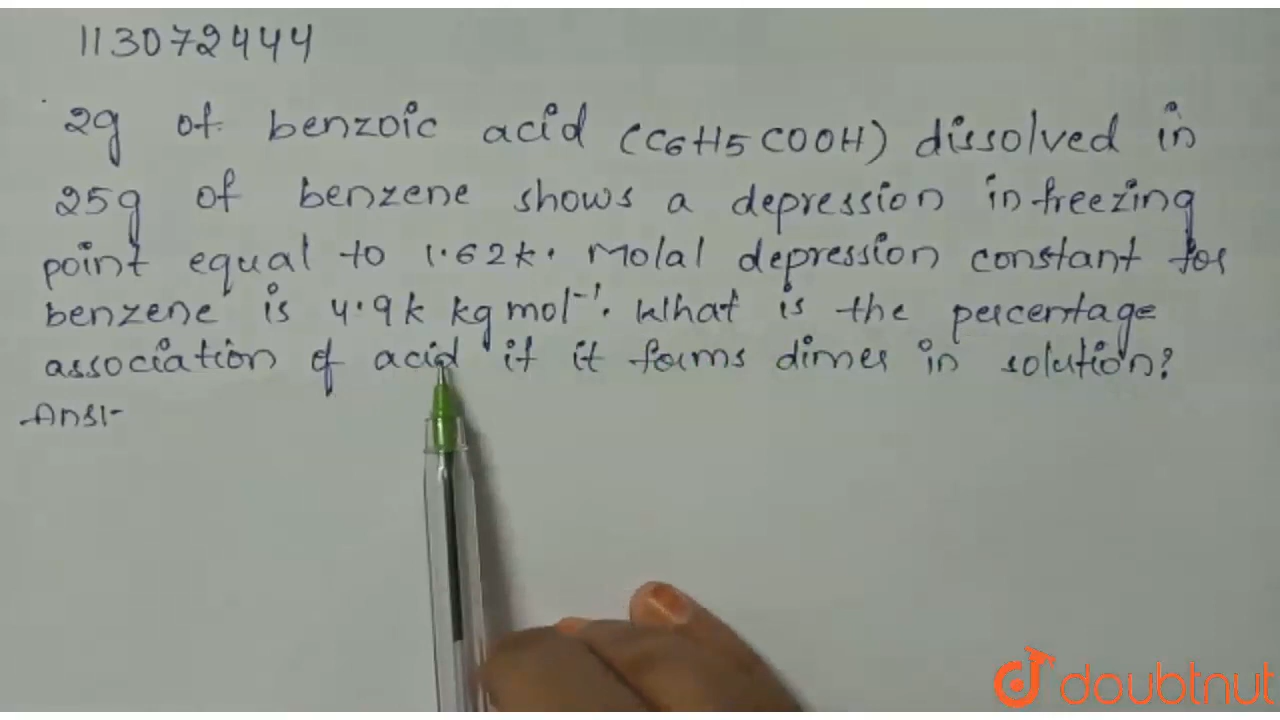 113072444
2g of benzoic acid (C6H5COOH) dissolved in
25g of benzene shows a depression in freezing
point equal to 1.62k. Molal depression constant for
benzene is 4.9k kg mol⁻¹. What is the percentage
association of acid if it forms dimer in solution?
Ans:-
doubtnut